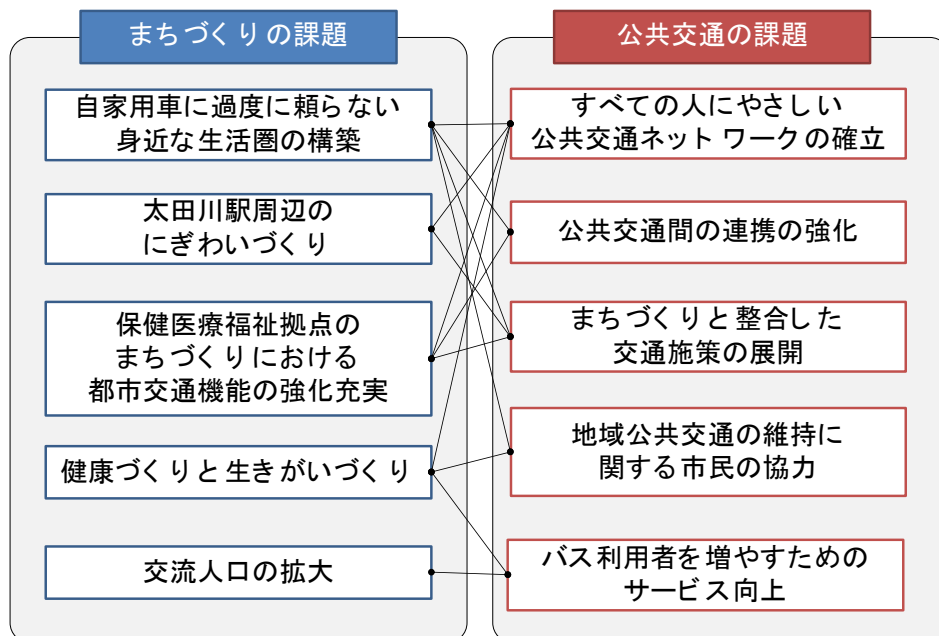 まちづくりの課題
自家用車に過度に頼らない
身近な生活圏の構築
太田川駅周辺の
にぎわいづくり
保健医療福祉拠点の
まちづくりにおける
都市交通機能の強化充実
健康づくりと生きがいづくり
交流人口の拡大
公共交通の課題
すべての人にやさしい
公共交通ネットワークの確立
公共交通間の連携の強化
まちづくりと整合した
交通施策の展開
地域公共交通の維持に
関する市民の協力
バス利用者を増やすための
サービス向上